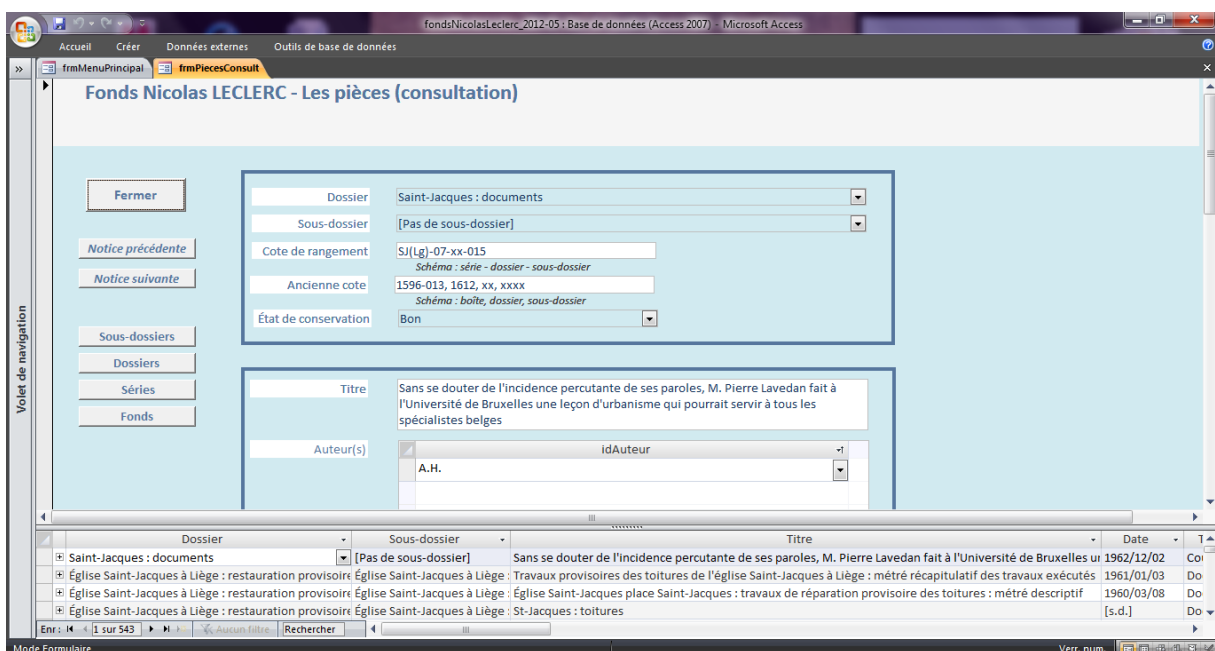 fondsNicolasLeclerc_2012-05 : Base de données (Access 2007) - Microsoft Access
Accueil Créer Données externes Outils de base de données
frmMenuPrincipal frmPiecesConsult
Fonds Nicolas LECLERC - Les pièces (consultation)
Fermer
Notice précédente
Notice suivante
Sous-dossiers
Dossiers
Séries
Fonds
Volet de navigation
Dossier Saint-Jacques : documents
Sous-dossier [Pas de sous-dossier]
Cote de rangement SJ(Lg)-07-xx-015
Schéma : série - dossier - sous-dossier
Ancienne cote 1596-013, 1612, xx, xxxx
Schéma : boîte, dossier, sous-dossier
État de conservation Bon
Titre Sans se douter de l'incidence percutante de ses paroles, M. Pierre Lavedan fait à
l'Université de Bruxelles une leçon d'urbanisme qui pourrait servir à tous les
spécialistes belges
Auteur(s) idAuteur
A.H.
Dossier Sous-dossier Titre Date
Saint-Jacques : documents [Pas de sous-dossier] Sans se douter de l'incidence percutante de ses paroles, M. Pierre Lavedan fait à l'Université de Bruxelles 1962/12/02
Église Saint-Jacques à Liège : restauration provisoire Église Saint-Jacques à Liège : Travaux provisoires des toitures de l'église Saint-Jacques à Liège : métré récapitulatif des travaux exécutés 1961/01/03 Do
Église Saint-Jacques à Liège : restauration provisoire Église Saint-Jacques à Liège : Église Saint-Jacques place Saint-Jacques : travaux de réparation provisoire des toitures : métré descriptif 1960/03/08 Do
Église Saint-Jacques à Liège : restauration provisoire Église Saint-Jacques à Liège : St-Jacques : toitures [s.d.] Do
Enr : 1 sur 543 Aucun filtre Rechercher
Mode Formulaire Verr. num.